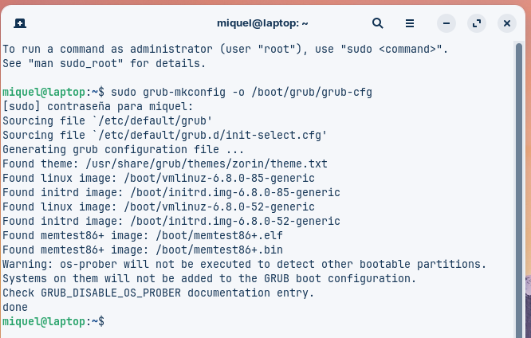 miquel@laptop: ~
To run a command as administrator (user "root"), use "sudo <command>".
See "man sudo_root" for details.
miquel@laptop:~$ sudo grub-mkconfig -o /boot/grub/grub-cfg
[sudo] contraseña para miquel:
Sourcing file `/etc/default/grub'
Sourcing file `/etc/default/grub.d/init-select.cfg'
Generating grub configuration file ...
Found theme: /usr/share/grub/themes/zorin/theme.txt
Found linux image: /boot/vmlinuz-6.8.0-85-generic
Found initrd image: /boot/initrd.img-6.8.0-85-generic
Found linux image: /boot/vmlinuz-6.8.0-52-generic
Found initrd image: /boot/initrd.img-6.8.0-52-generic
Found memtest86+ image: /boot/memtest86+.elf
Found memtest86+ image: /boot/memtest86+.bin
Warning: os-prober will not be executed to detect other bootable partitions.
Systems on them will not be added to the GRUB boot configuration.
Check GRUB_DISABLE_OS_PROBER documentation entry.
done
miquel@laptop:~$